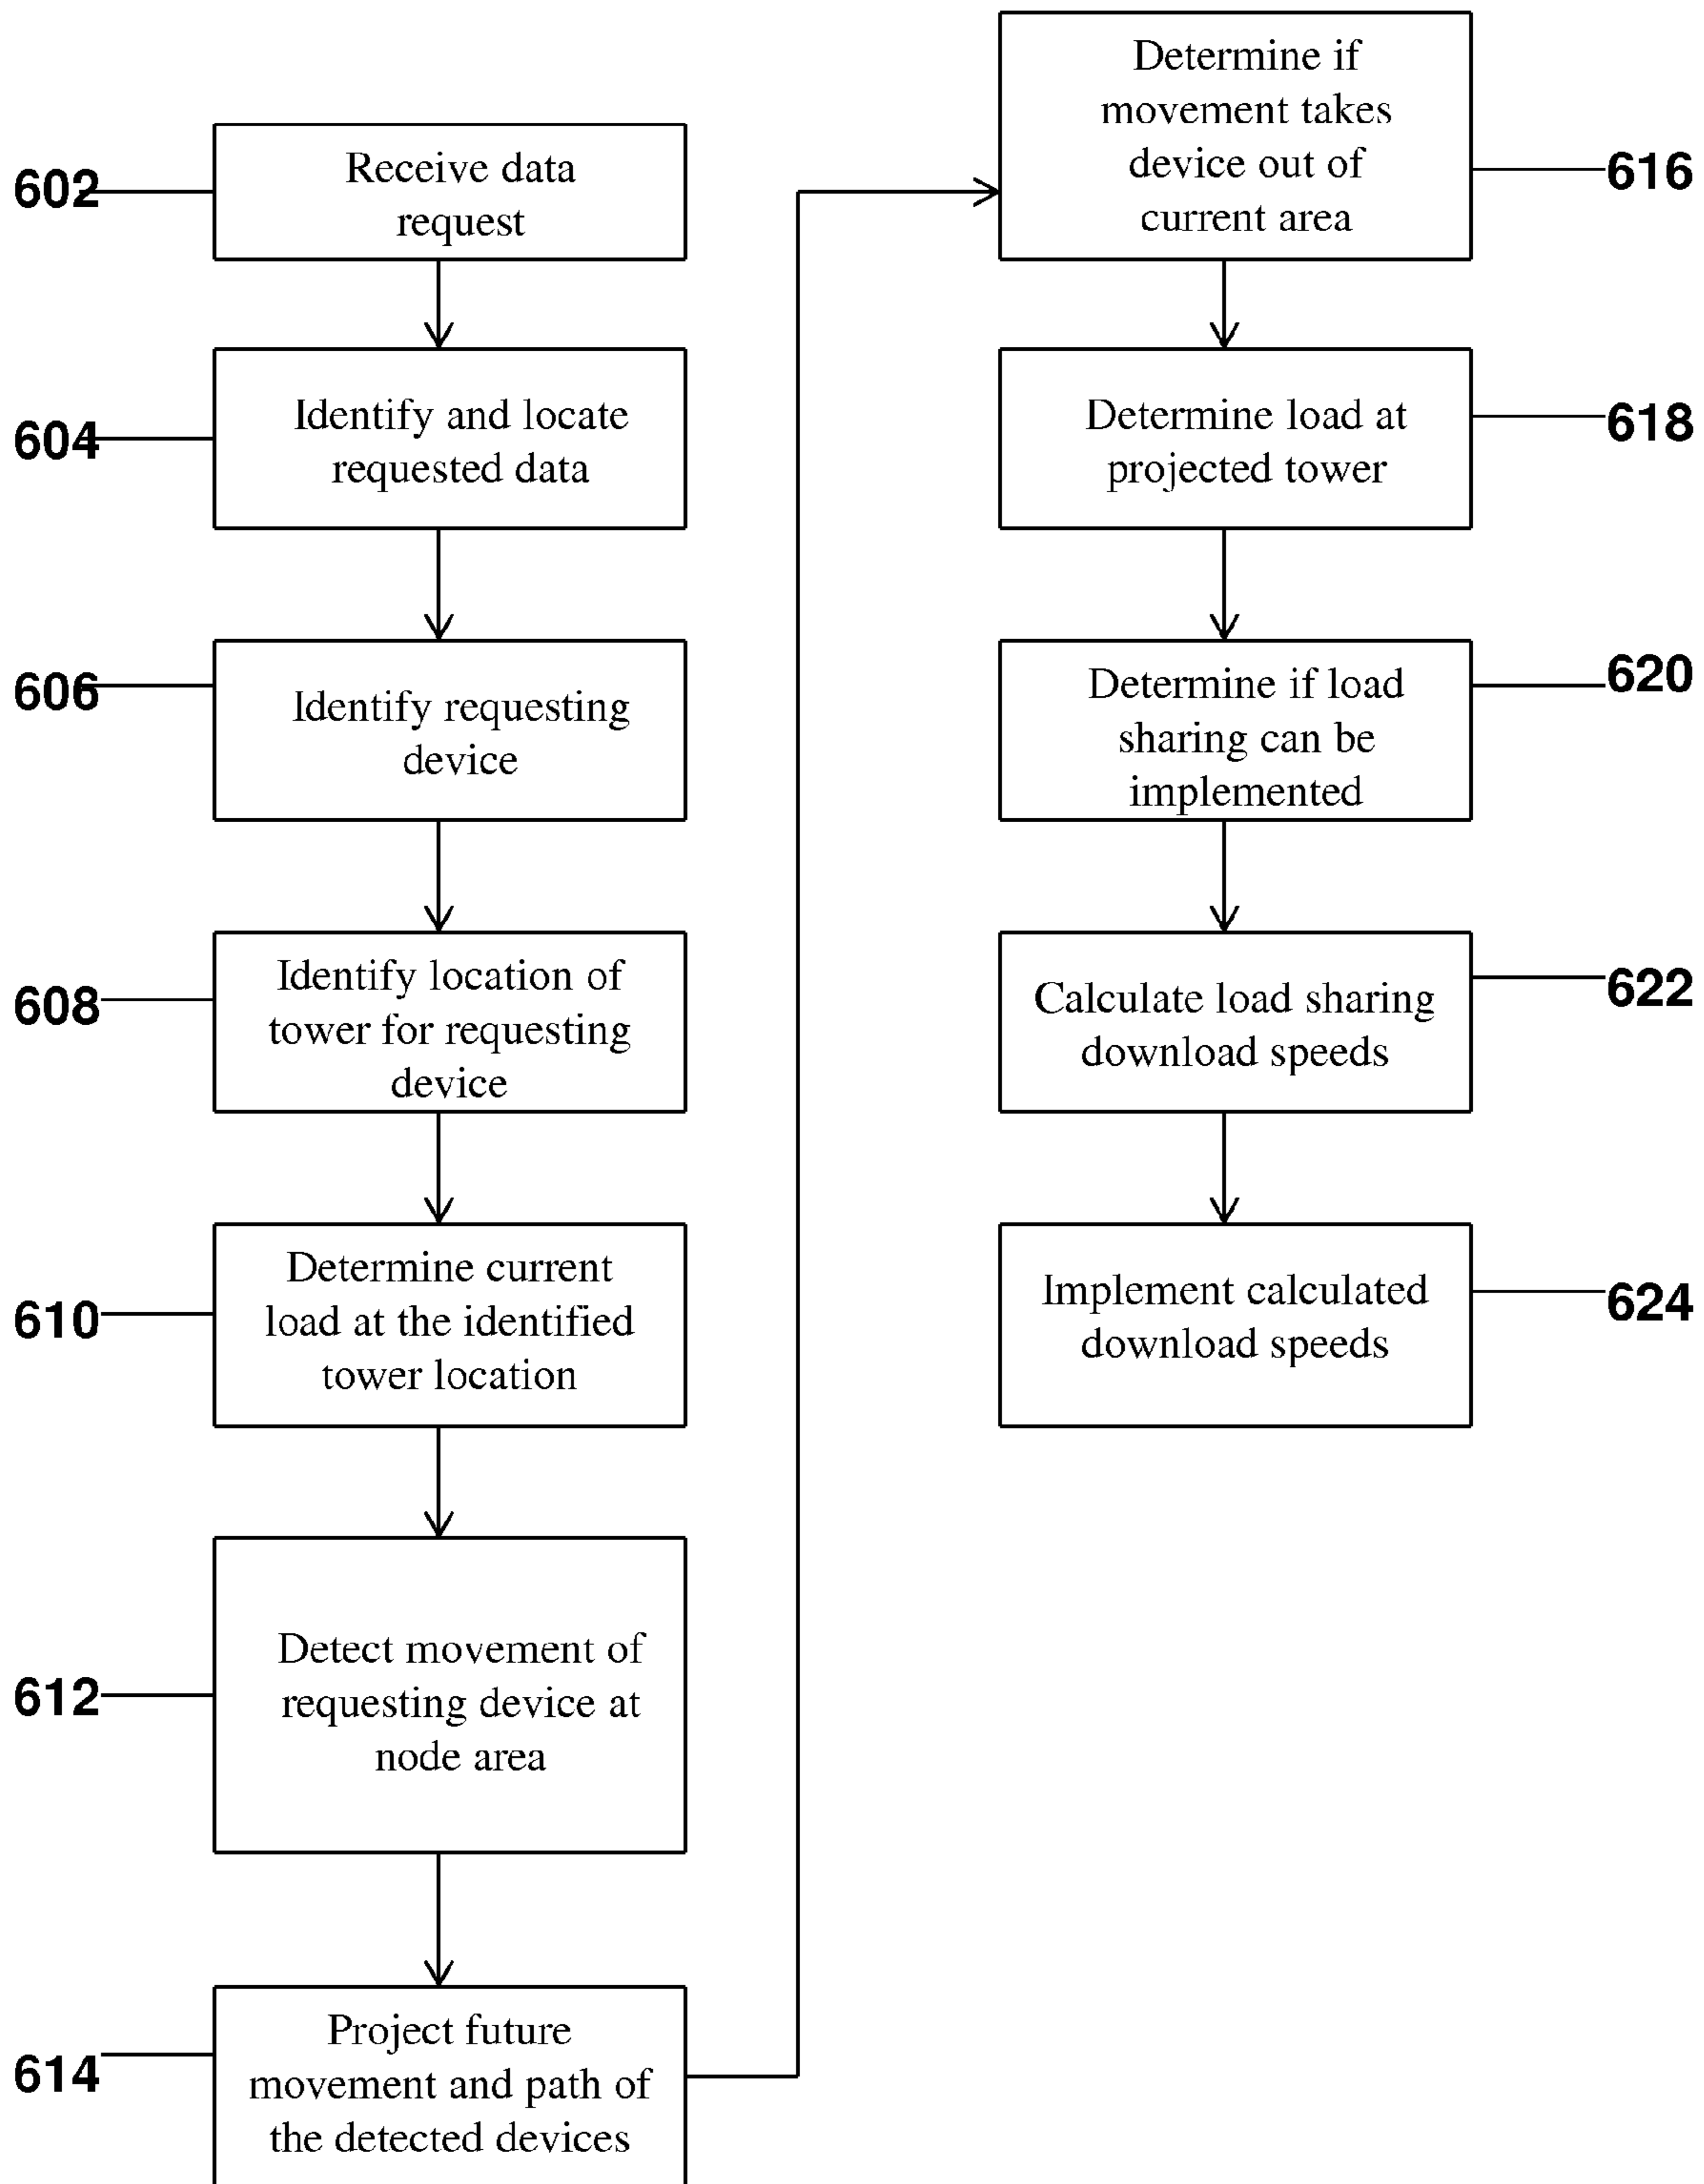 602
Receive data
request
604
Identify and locate
requested data
606
Identify requesting
device
608
Identify location of
tower for requesting
device
610
Determine current
load at the identified
tower location
612
Detect movement of
requesting device at
node area
614
Project future
movement and path of
the detected devices
Determine if
movement takes
device out of
current area
616
Determine load at
projected tower
618
Determine if load
sharing can be
implemented
620
Calculate load sharing
download speeds
622
Implement calculated
download speeds
624